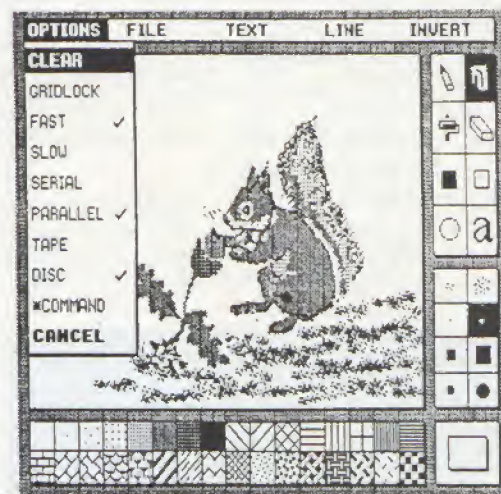 OPTIONS FILE TEXT LINE INVERT
CLEAR
GRIDLOCK
FAST ✓
SLOW
SERIAL
PARALLEL ✓
TAPE
DISC ✓
*COMMAND
CANCEL
a